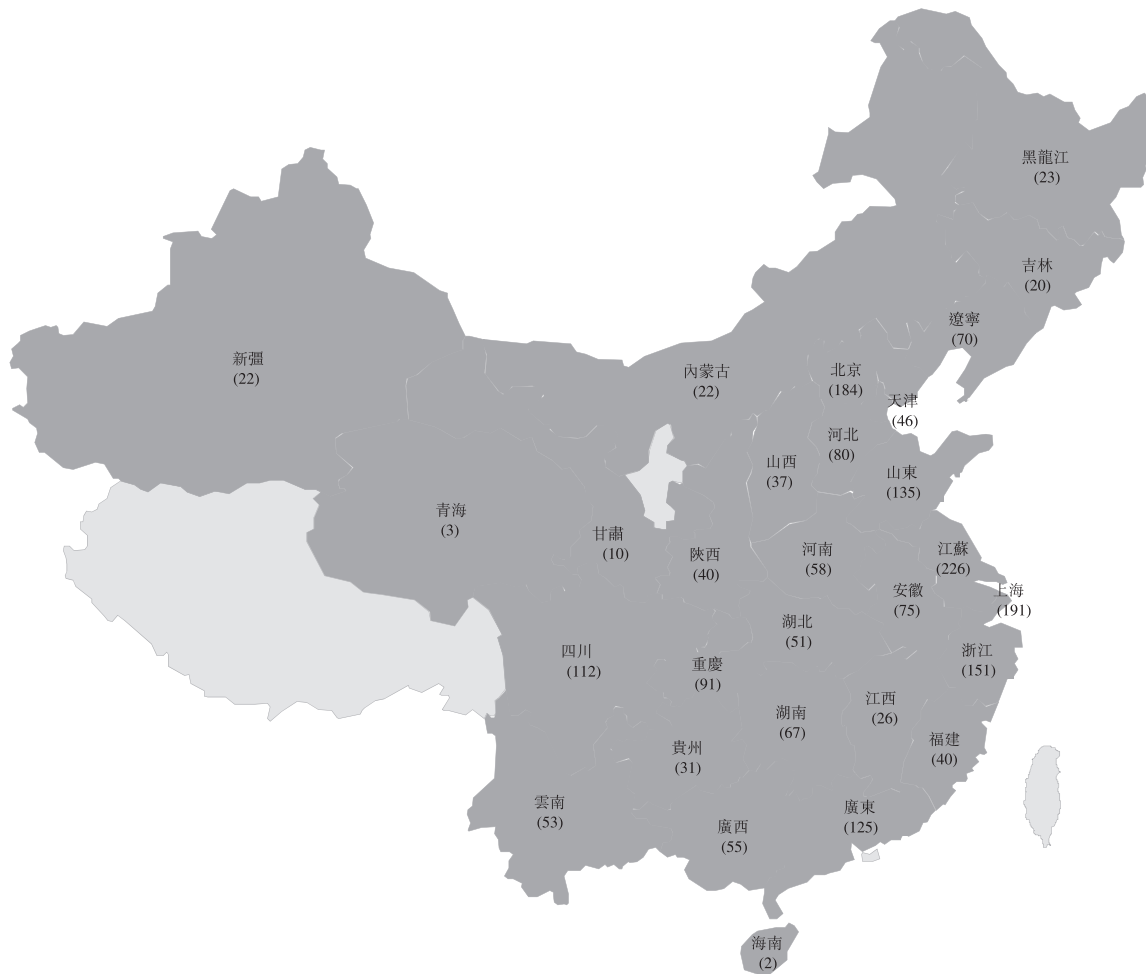 黑龍江
(23)
吉林
(20)
遼寧
(70)
新疆
(22)
內蒙古
(22)
北京
(184)
天津
(46)
河北
(80)
山西
(37)
山東
(135)
青海
(3)
甘肅
(10)
陝西
(40)
河南
(58)
江蘇
(226)
安徽
(75)
上海
(191)
湖北
(51)
四川
(112)
重慶
(91)
浙江
(151)
江西
(26)
湖南
(67)
福建
(40)
貴州
(31)
雲南
(53)
廣西
(55)
廣東
(125)
海南
(2)